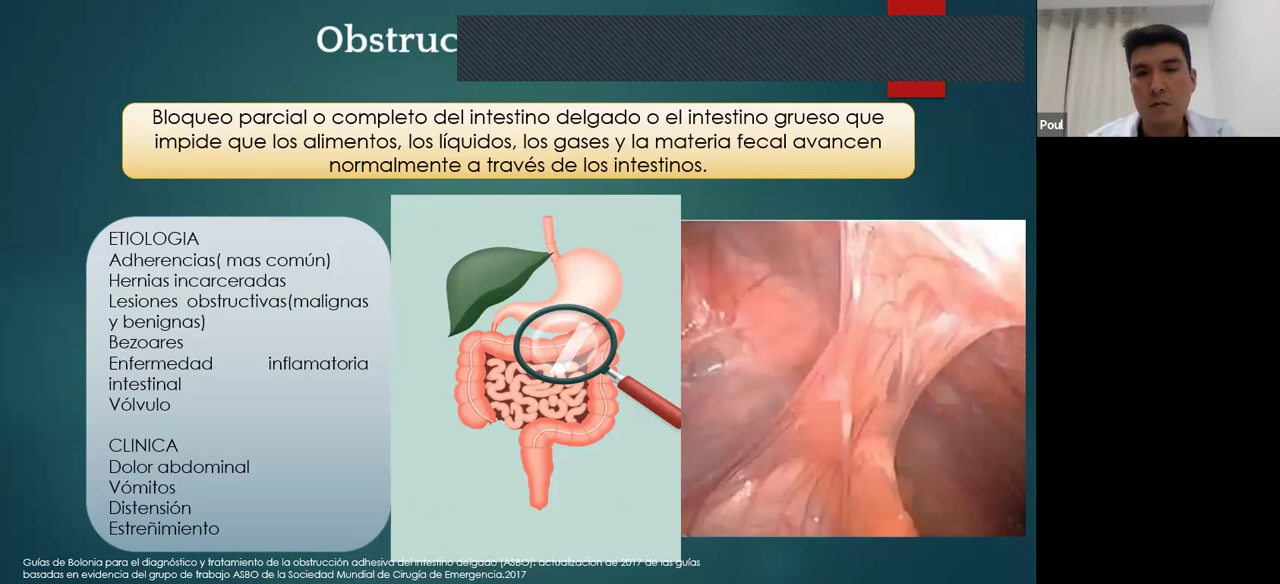 Obstruc
Bloqueo parcial o completo del intestino delgado o el intestino grueso que
impide que los alimentos, los líquidos, los gases y la materia fecal avancen
normalmente a través de los intestinos.
Poul
ETIOLOGIA
Adherencias( mas común)
Hernias incarceradas
Lesiones obstructivas(malignas
y benignas)
Bezoares
Enfermedad inflamatoria
intestinal
Vólvulo
CLINICA
Dolor abdominal
Vómitos
Distensión
Estreñimiento
Guías de Bolonia para el diagnóstico y tratamiento de la obstrucción adhesiva del intestino delgado (ASBO): actualización de 2017 de las guías
basadas en evidencia del grupo de trabajo ASBO de la Sociedad Mundial de Cirugía de Emergencia.2017